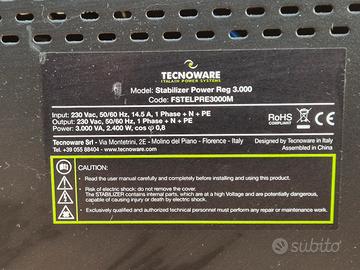 TECNOWARE
ITALIAN POWER SYSTEMS
Model: Stabilizer Power Reg 3.000
Code: FSTELPRE3000M
Input: 230 Vac, 50/60 Hz, 14.5 A, 1 Phase + N + PE
Output: 230 Vac, 50/60 Hz, 1 Phase + N + PE
Power: 3.000 VA, 2.400 W, cos φ 0,8
RoHS
COMPLIANT
CE
Tecnoware Srl - Via Montetrini, 2E - Molino del Piano - Florence - Italy
Tel. +39 055 88404 - www.tecnoware.com
Designed by Tecnoware in Italy
Assembled in China
CAUTION:
Read the user manual carefully before installing and using this product.
Risk of electric shock; do not remove the cover.
The STABILIZER contains internal parts, which are at a high Voltage and are potentially dangerous,
capable of causing injury or death by electric shock.
Exclusively qualified and authorized technical personnel must perform any repair or maintenance work.
subito